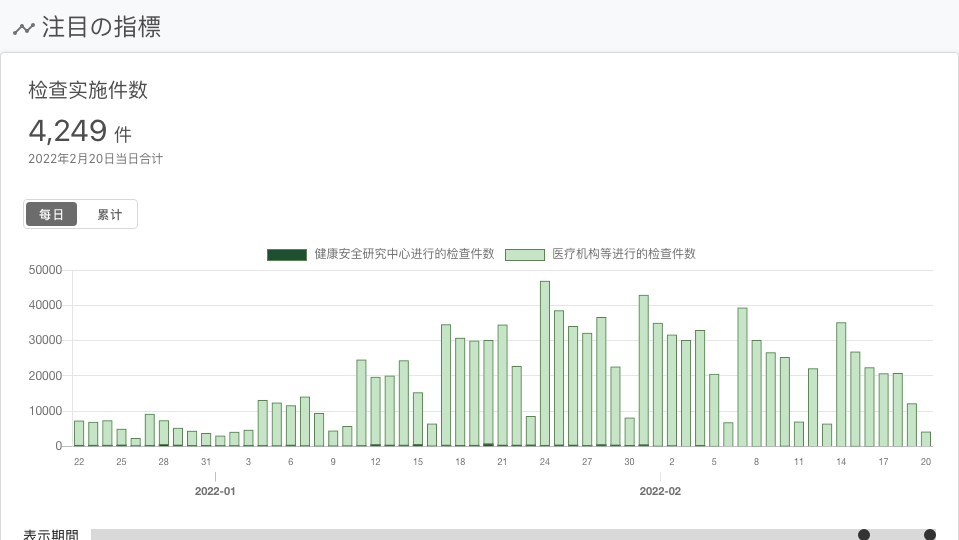 注目の指標
检查实施件数
4,249 件
2022年2月20日当日合计
每日 累计
健康安全研究中心进行的检查件数 医疗机构等进行的检查件数
50000
40000
30000
20000
10000
0
22 25 28 31 3 6 9 12 15 18 21 24 27 30 2 5 8 11 14 17 20
2022-01 2022-02
表示期間